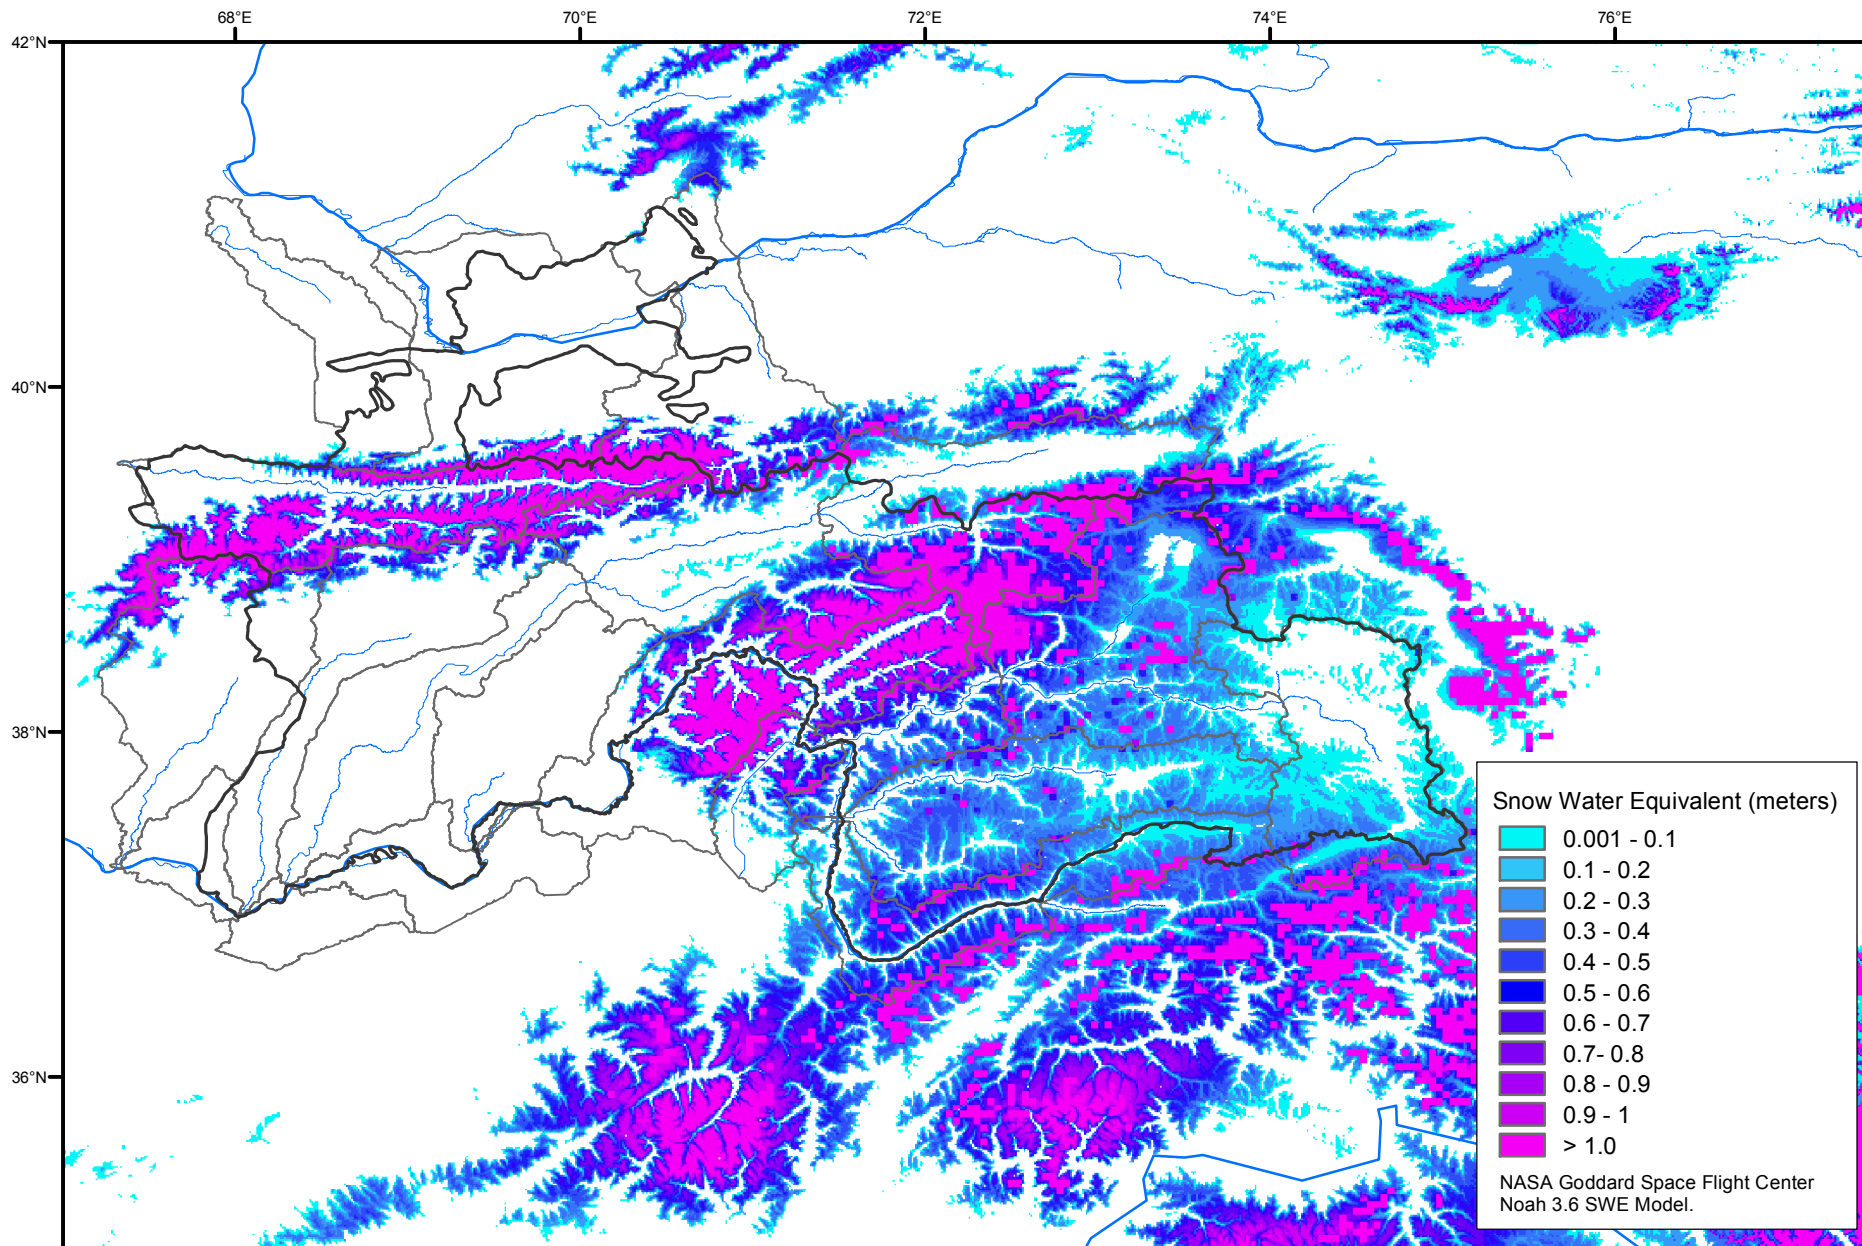 68°E 70°E 72°E 74°E 76°E
42°N
40°N
38°N
36°N
Snow Water Equivalent (meters)
0.001 - 0.1
0.1 - 0.2
0.2 - 0.3
0.3 - 0.4
0.4 - 0.5
0.5 - 0.6
0.6 - 0.7
0.7- 0.8
0.8 - 0.9
0.9 - 1
> 1.0
NASA Goddard Space Flight Center
Noah 3.6 SWE Model.